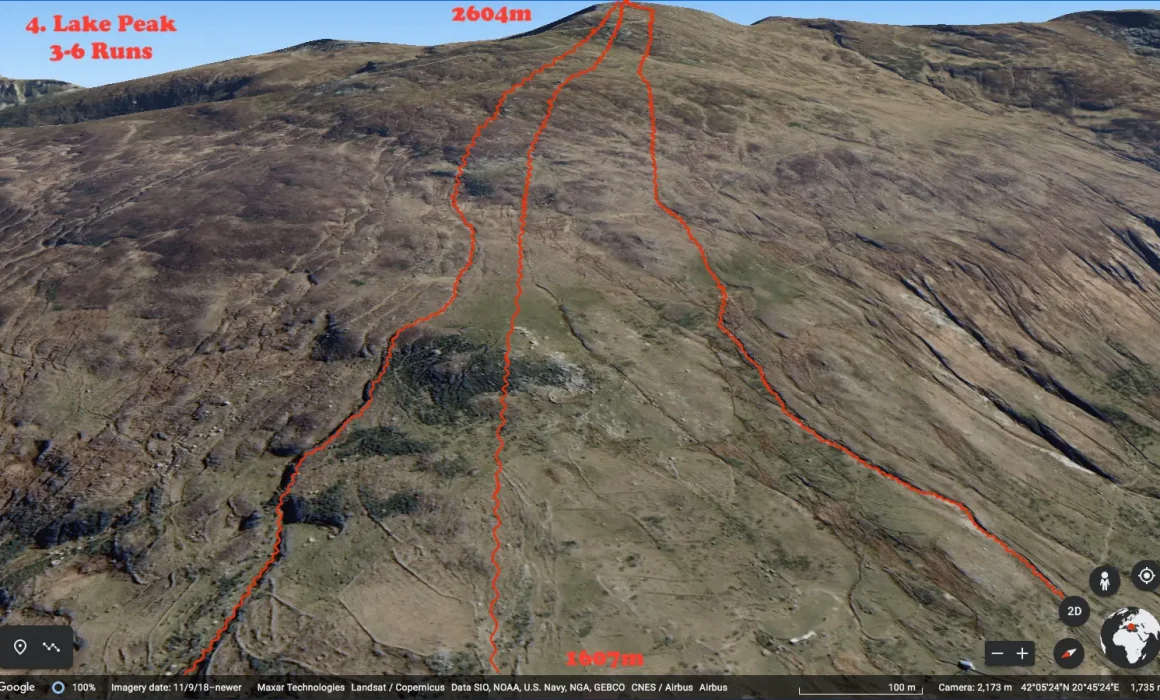 4. Lake Peak
3-6 Runs
2604m
1607m
2D
Google
100%
Imagery date: 11/9/18–newer
Maxar Technologies Landsat / Copernicus Data SIO, NOAA, U.S. Navy, NGA, GEBCO CNES / Airbus Airbus
100 m
Camera: 2,173 m 42°05'24"N 20°45'24"E 1,735 m